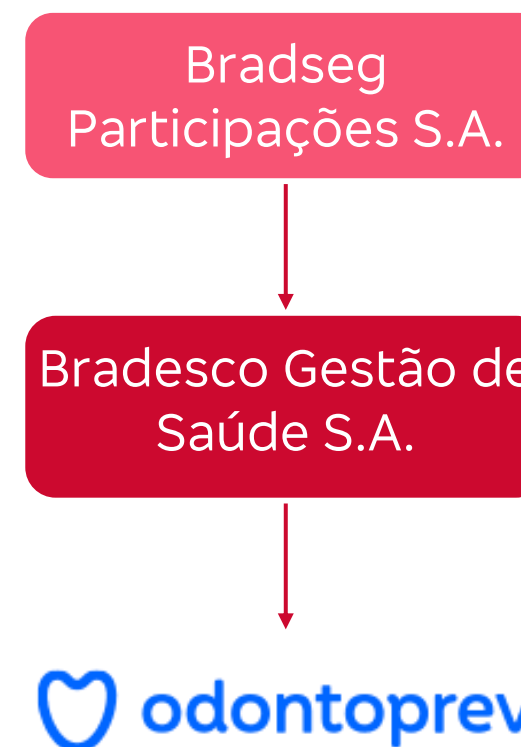 Bradseg
Participações S.A.
Bradesco Gestão de
Saúde S.A.
odontoprev